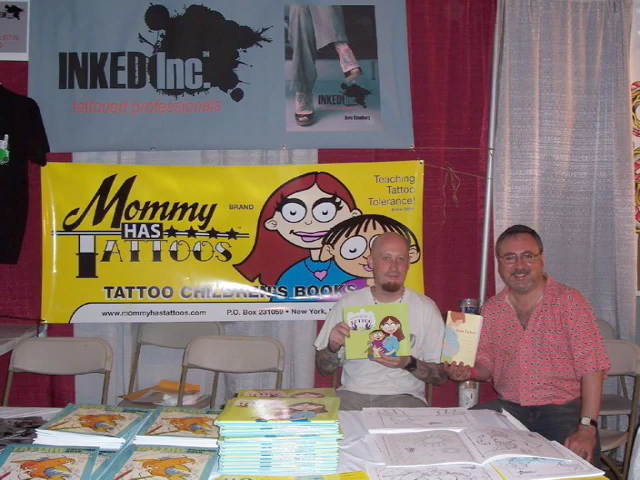 INKED Inc
tattooed professionals
INKED Inc
Mommy
HAS
TATTOOS
BRAND
Teaching
Tattoo
Tolerance!
TATTOO CHILDREN'S BOOKS
www.mommyhastattoos.com P.O. Box 231059 • New York,